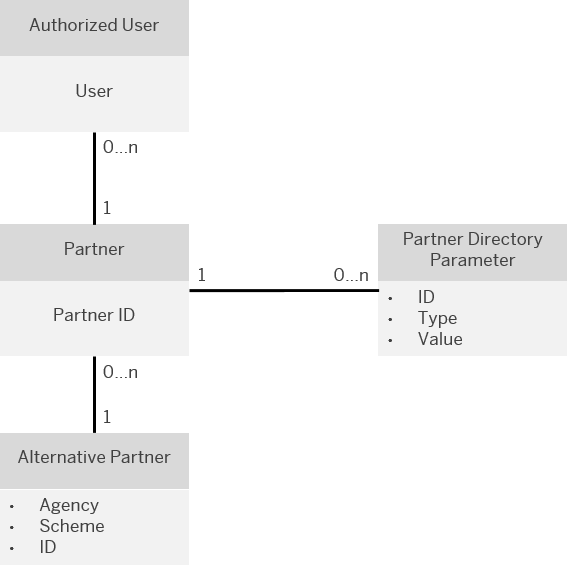 Authorized User
User
0...n
1
Partner
Partner ID
1
0...n
Partner Directory
Parameter
• ID
• Type
• Value
0...n
1
Alternative Partner
• Agency
• Scheme
• ID